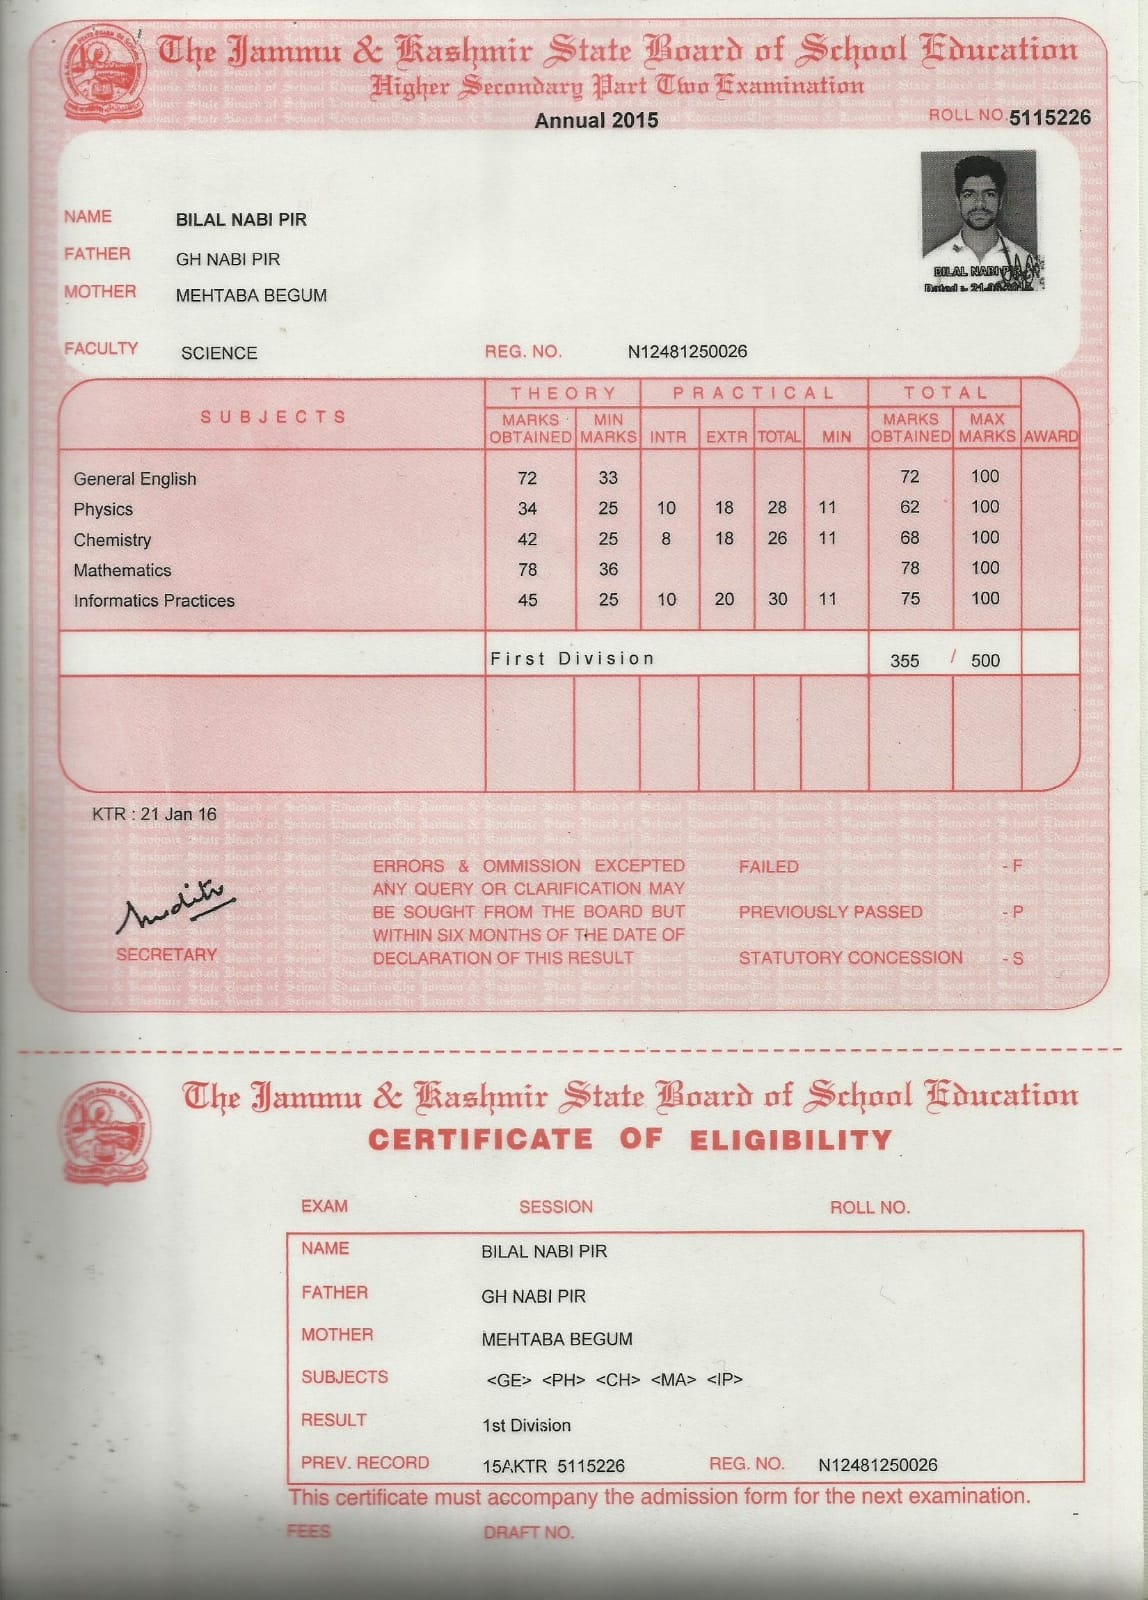 The Jammu & Kashmir State Board of School Education
Higher Secondary Part Two Examination
Annual 2015
ROLL NO. 5115226
NAME BILAL NABI PIR
FATHER GH NABI PIR
MOTHER MEHTABA BEGUM
BILAL NABI
FACULTY SCIENCE REG. NO. N12481250026
SUBJECTS THEORY PRACTICAL TOTAL
MARKS OBTAINED MIN MARKS INTR EXTR TOTAL MIN MARKS OBTAINED MAX MARKS AWARD
General English 72 33 72 100
Physics 34 25 10 18 28 11 62 100
Chemistry 42 25 8 18 26 11 68 100
Mathematics 78 36 78 100
Informatics Practices 45 25 10 20 30 11 75 100
First Division 355 / 500
KTR : 21 Jan 16
ERRORS & OMMISSION EXCEPTED
ANY QUERY OR CLARIFICATION MAY
BE SOUGHT FROM THE BOARD BUT
WITHIN SIX MONTHS OF THE DATE OF
DECLARATION OF THIS RESULT
FAILED - F
PREVIOUSLY PASSED - P
STATUTORY CONCESSION - S
SECRETARY
The Jammu & Kashmir State Board of School Education
CERTIFICATE OF ELIGIBILITY
EXAM SESSION ROLL NO.
NAME BILAL NABI PIR
FATHER GH NABI PIR
MOTHER MEHTABA BEGUM
SUBJECTS <GE> <PH> <CH> <MA> <IP>
RESULT 1st Division
PREV. RECORD 15AKTR 5115226 REG. NO. N12481250026
This certificate must accompany the admission form for the next examination.
FEES DRAFT NO.